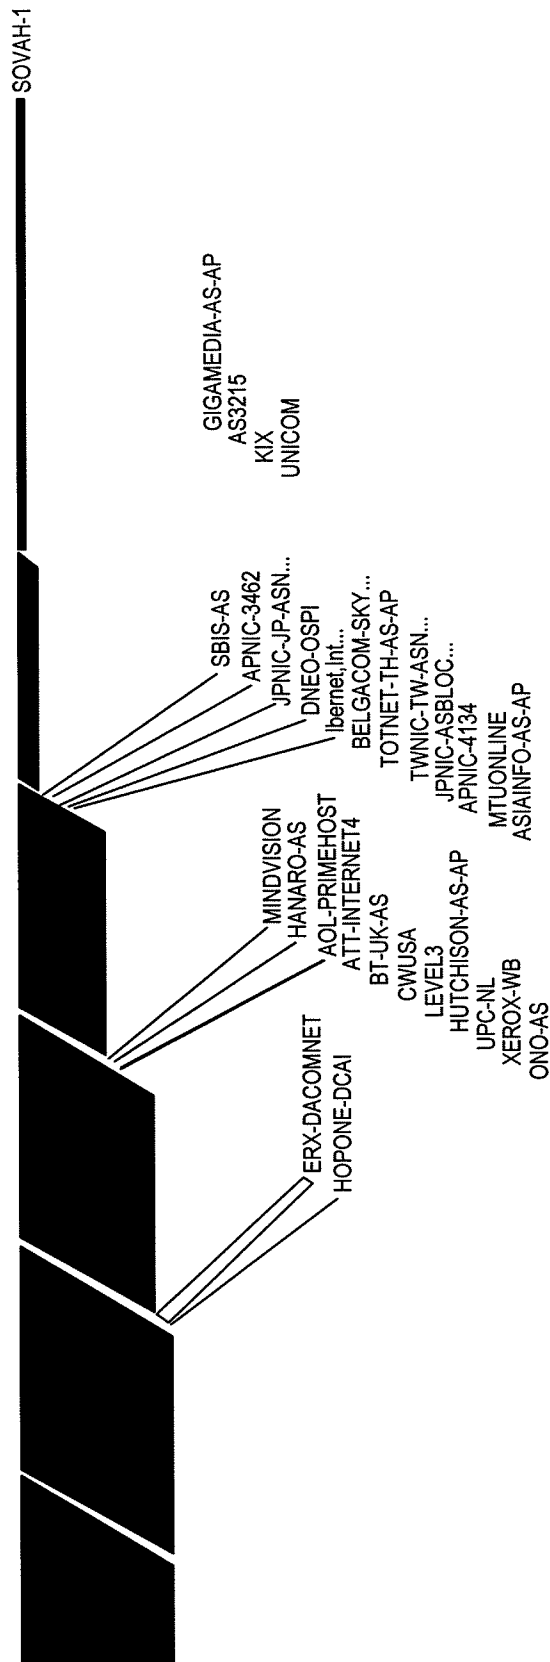 SOVAH-1
GIGAMEDIA-AS-AP
AS3215
KIX
UNICOM
SBIS-AS
APNIC-3462
JPNIC-JP-ASN...
DNEO-OSPI
Ibernet,Int...
BELGACOM-SKY...
TOTNET-TH-AS-AP
TWNIC-TW-ASN...
JPNIC-ASBLOC...
APNIC-4134
MTUONLINE
ASIAINFO-AS-AP
MINDVISION
HANARO-AS
AOL-PRIMEHOST
ATT-INTERNET4
BT-UK-AS
CWUSA
LEVEL3
HUTCHISON-AS-AP
UPC-NL
XEROX-WB
ONO-AS
ERX-DACOMNET
HOPONE-DCAI